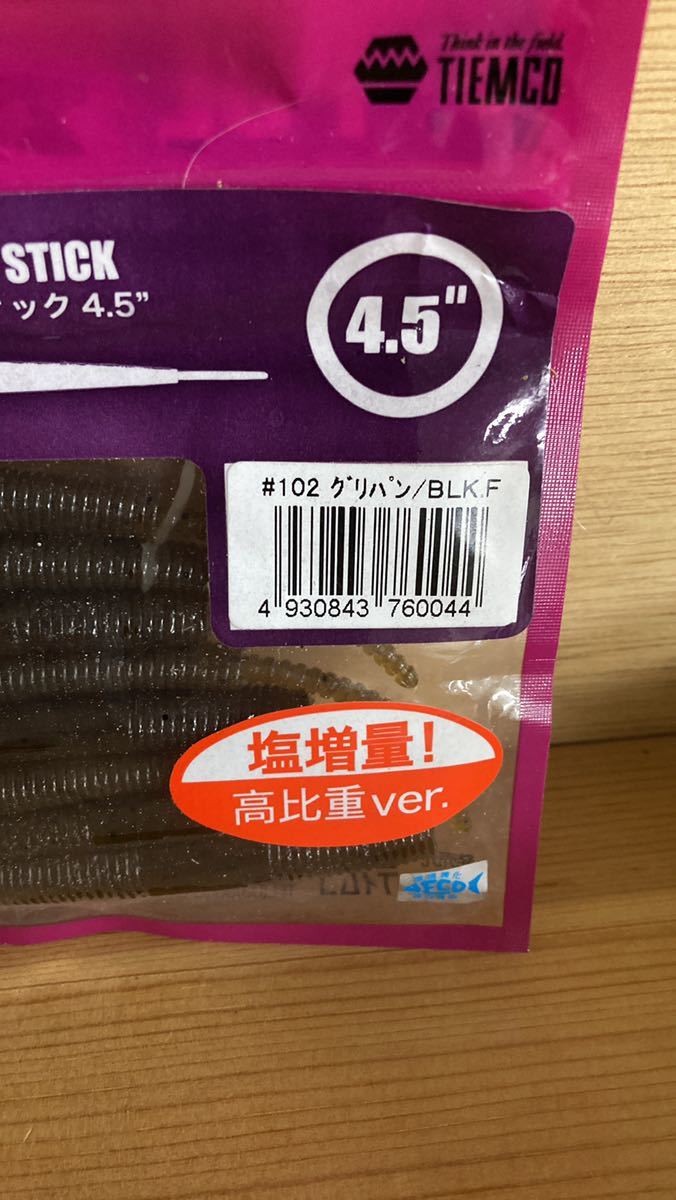 Think in the field.
TIEMCO
STICK
ック 4.5”
4.5"
#102 ｸﾞﾘﾊﾟﾝ/BLK.F
4 930843 760044
塩増量!
高比重ver.